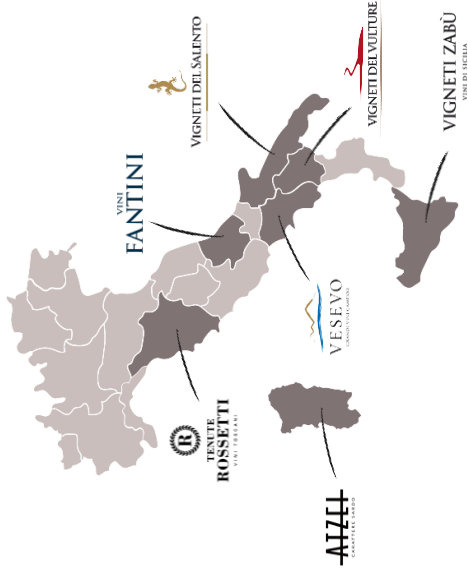 VINI
FANTINI
VIGNETI DEL SALENTO
VIGNETI DEL VULTURE
VIGNETI ZABÙ
VINI DI SICILIA
VESEVO
R
TENUTE
ROSSETTI
VINI TOSCANI
ATZEI
CARATTERE SARDO